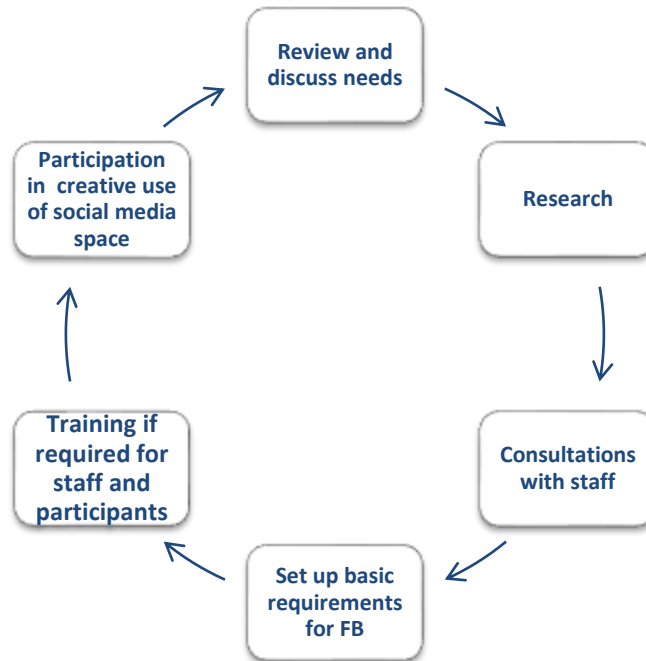 Review and
discuss needs
Research
Consultations
with staff
Set up basic
requirements
for FB
Training if
required for
staff and
participants
Participation
in creative use
of social media
space